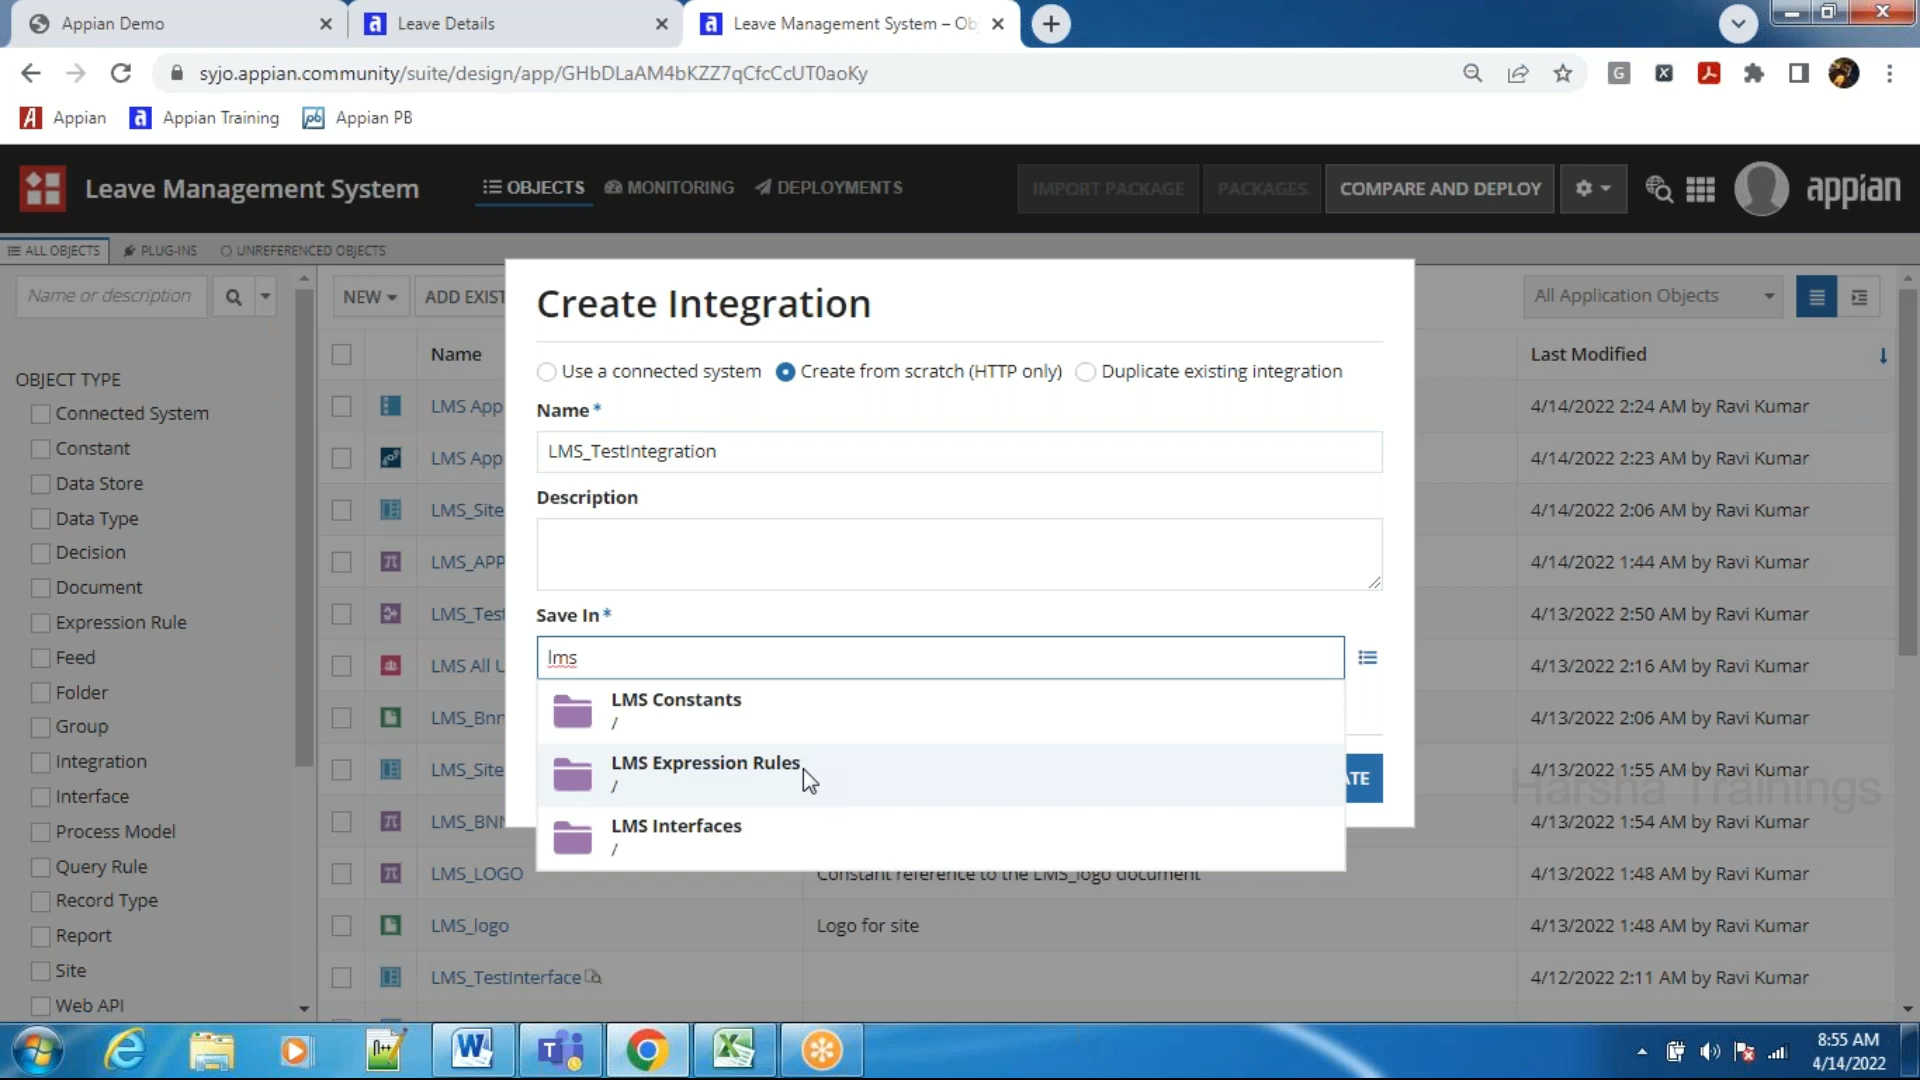 Appian Demo
Leave Details
Leave Management System – Ob
syjo.appian.community/suite/design/app/GHbDLaAM4bKZZ7qCfcCcUT0aoKy
Appian
Appian Training
Appian PB
Leave Management System
OBJECTS
MONITORING
DEPLOYMENTS
IMPORT PACKAGE
PACKAGES
COMPARE AND DEPLOY
appian
ALL OBJECTS
PLUG-INS
UNREFERENCED OBJECTS
Name or description
NEW
ADD EXIST
All Application Objects
OBJECT TYPE
Connected System
Constant
Data Store
Data Type
Decision
Document
Expression Rule
Feed
Folder
Group
Integration
Interface
Process Model
Query Rule
Record Type
Report
Site
Web API
Name
Last Modified
LMS App
4/14/2022 2:24 AM by Ravi Kumar
LMS App
4/14/2022 2:23 AM by Ravi Kumar
LMS_Site
4/14/2022 2:06 AM by Ravi Kumar
LMS_APP
4/14/2022 1:44 AM by Ravi Kumar
LMS_Test
4/13/2022 2:50 AM by Ravi Kumar
LMS All U
4/13/2022 2:16 AM by Ravi Kumar
LMS_Bnn
4/13/2022 2:06 AM by Ravi Kumar
LMS_Site
4/13/2022 1:55 AM by Ravi Kumar
LMS_BNN
4/13/2022 1:54 AM by Ravi Kumar
LMS_LOGO
Constant reference to the LMS_logo document
4/13/2022 1:48 AM by Ravi Kumar
LMS_logo
Logo for site
4/13/2022 1:48 AM by Ravi Kumar
LMS_TestInterface
4/12/2022 2:11 AM by Ravi Kumar
Create Integration
Use a connected system
Create from scratch (HTTP only)
Duplicate existing integration
Name *
LMS_TestIntegration
Description
Save In *
lms
LMS Constants
/
LMS Expression Rules
/
LMS Interfaces
/
ATE
Harsha Trainings
8:55 AM
4/14/2022